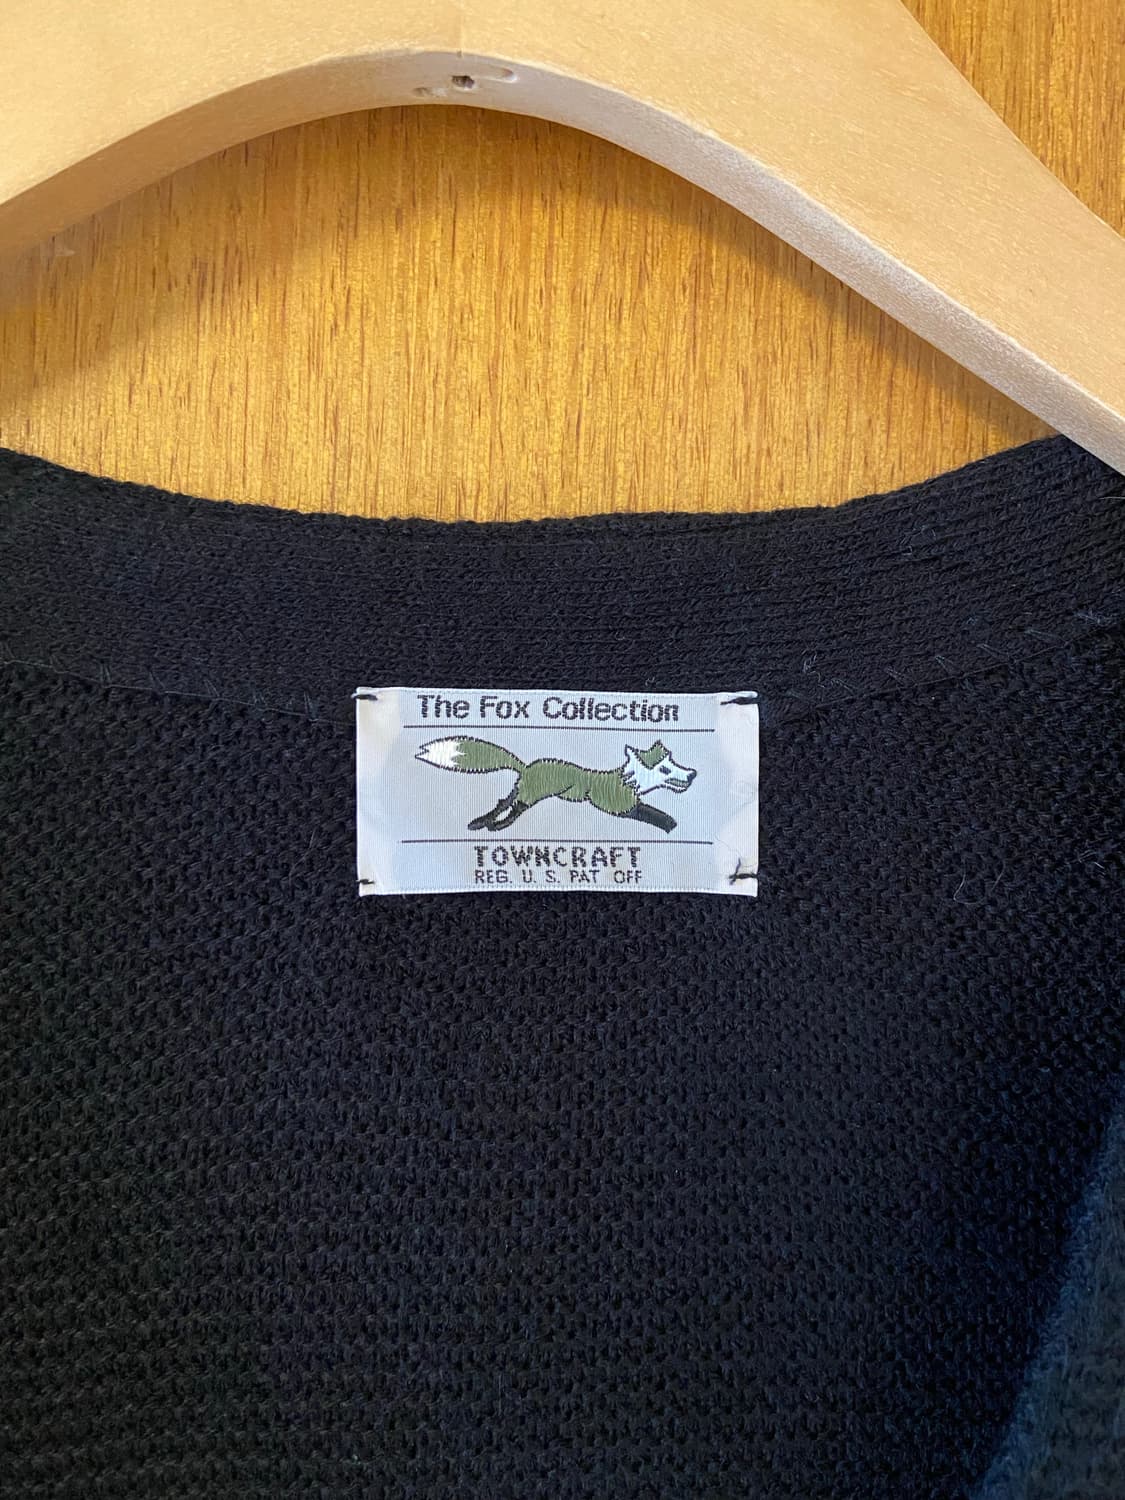 The Fox Collection
TOWNCRAFT
REG. U. S. PAT OFF